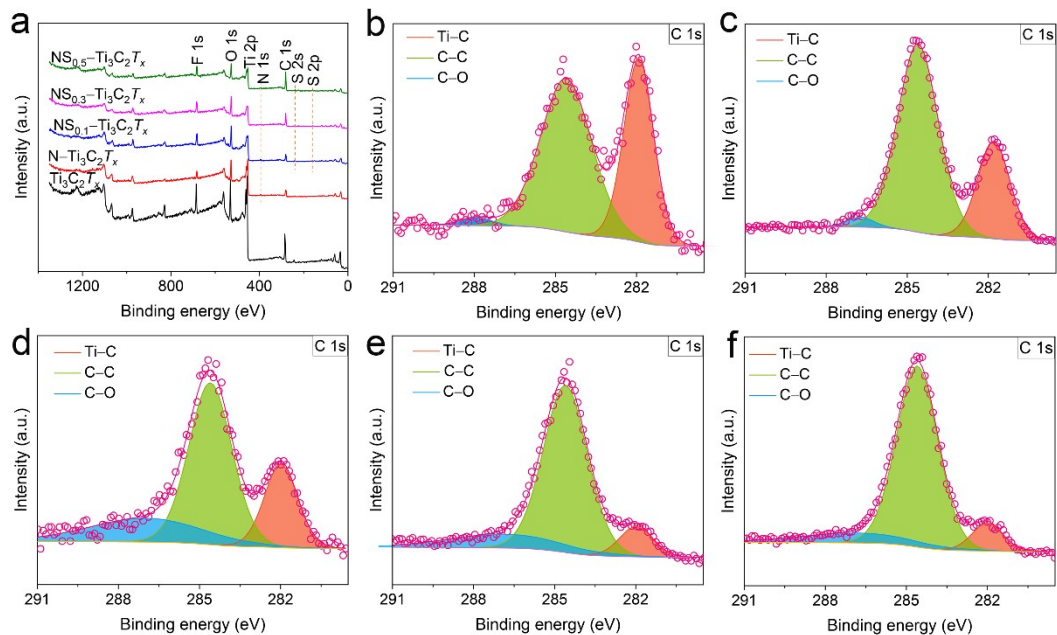 a
F 1s
O 1s
Ti 2p
N 1s
C 1s
S 2s
S 2p
NS0.5–Ti3C2Tx
NS0.3–Ti3C2Tx
NS0.1–Ti3C2Tx
N–Ti3C2Tx
Ti3C2Tx
Intensity (a.u.)
1200 800 400 0
Binding energy (eV)
b
C 1s
Ti–C
C–C
C–O
Intensity (a.u.)
291 288 285 282
Binding energy (eV)
c
C 1s
Ti–C
C–C
C–O
Intensity (a.u.)
291 288 285 282
Binding energy (eV)
d
C 1s
Ti–C
C–C
C–O
Intensity (a.u.)
291 288 285 282
Binding energy (eV)
e
C 1s
Ti–C
C–C
C–O
Intensity (a.u.)
291 288 285 282
Binding energy (eV)
f
C 1s
Ti–C
C–C
C–O
Intensity (a.u.)
291 288 285 282
Binding energy (eV)